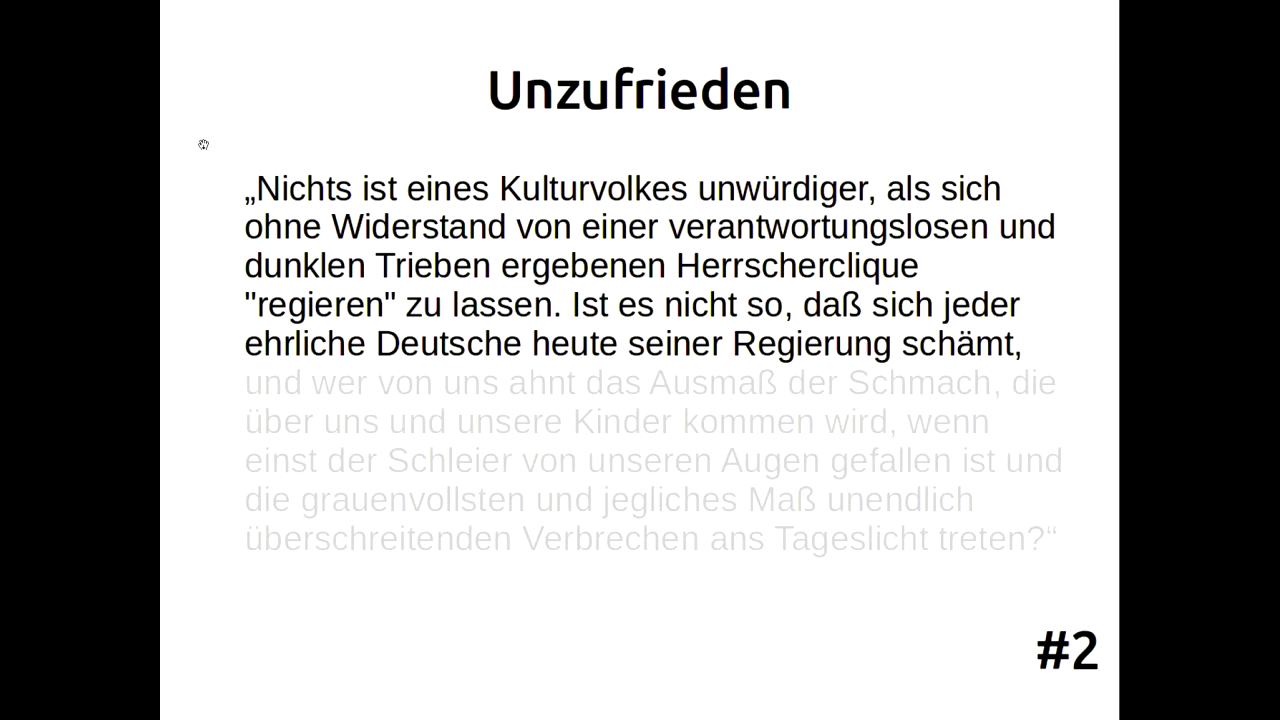 Unzufrieden
„Nichts ist eines Kulturvolkes unwürdiger, als sich
ohne Widerstand von einer verantwortungslosen und
dunklen Trieben ergebenen Herrscherclique
"regieren" zu lassen. Ist es nicht so, daß sich jeder
ehrliche Deutsche heute seiner Regierung schämt,
und wer von uns ahnt das Ausmaß der Schmach, die
über uns und unsere Kinder kommen wird, wenn
einst der Schleier von unseren Augen gefallen ist und
die grauenvollsten und jegliches Maß unendlich
überschreitenden Verbrechen ans Tageslicht treten?“
#2